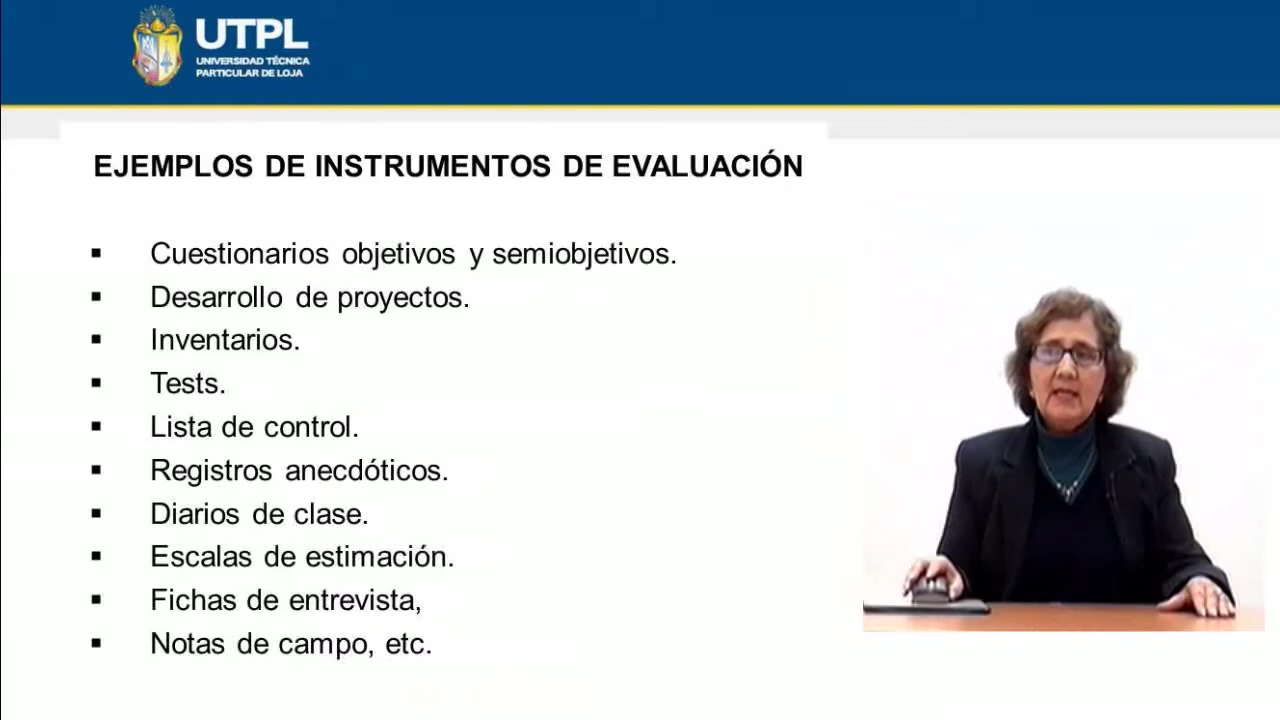 UTPL
UNIVERSIDAD TÉCNICA
PARTICULAR DE LOJA
EJEMPLOS DE INSTRUMENTOS DE EVALUACIÓN
▪ Cuestionarios objetivos y semiobjetivos.
▪ Desarrollo de proyectos.
▪ Inventarios.
▪ Tests.
▪ Lista de control.
▪ Registros anecdóticos.
▪ Diarios de clase.
▪ Escalas de estimación.
▪ Fichas de entrevista,
▪ Notas de campo, etc.